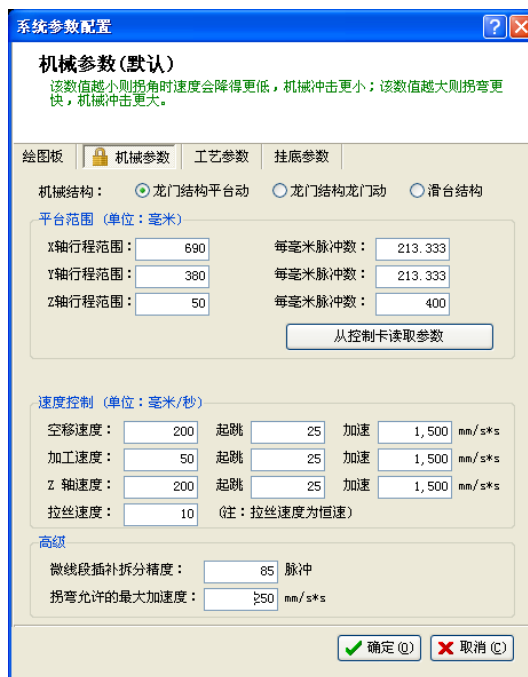 系统参数配置
机械参数(默认)
该数值越小则拐角时速度会降得更低，机械冲击更小；该数值越大则拐弯更
快，机械冲击更大。
绘图板 机械参数 工艺参数 挂底参数
机械结构： 龙门结构平台动 龙门结构龙门动 滑台结构
平台范围 (单位：毫米)
X轴行程范围： 690 每毫米脉冲数： 213.333
Y轴行程范围： 380 每毫米脉冲数： 213.333
Z轴行程范围： 50 每毫米脉冲数： 400
从控制卡读取参数
速度控制 (单位：毫米/秒)
空移速度： 200 起跳 25 加速 1,500 mm/s*s
加工速度： 50 起跳 25 加速 1,500 mm/s*s
Z 轴速度： 200 起跳 25 加速 1,500 mm/s*s
拉丝速度： 10 (注：拉丝速度为恒速)
高级
微线段插补拆分精度： 85 脉冲
拐弯允许的最大加速度： 250 mm/s*s
确定(O) 取消(C)